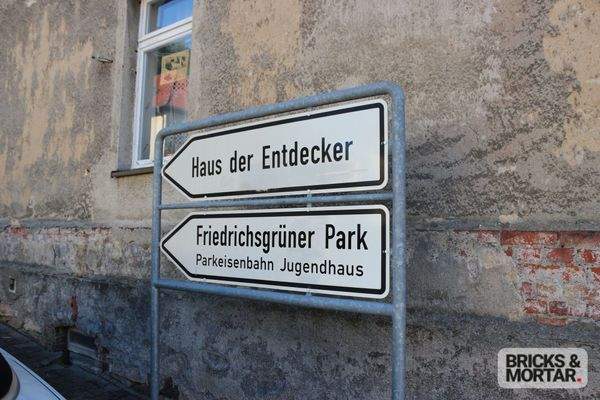 Haus der Entdecker
Friedrichsgrüner Park
Parkeisenbahn Jugendhaus
BRICKS &
MORTAR.